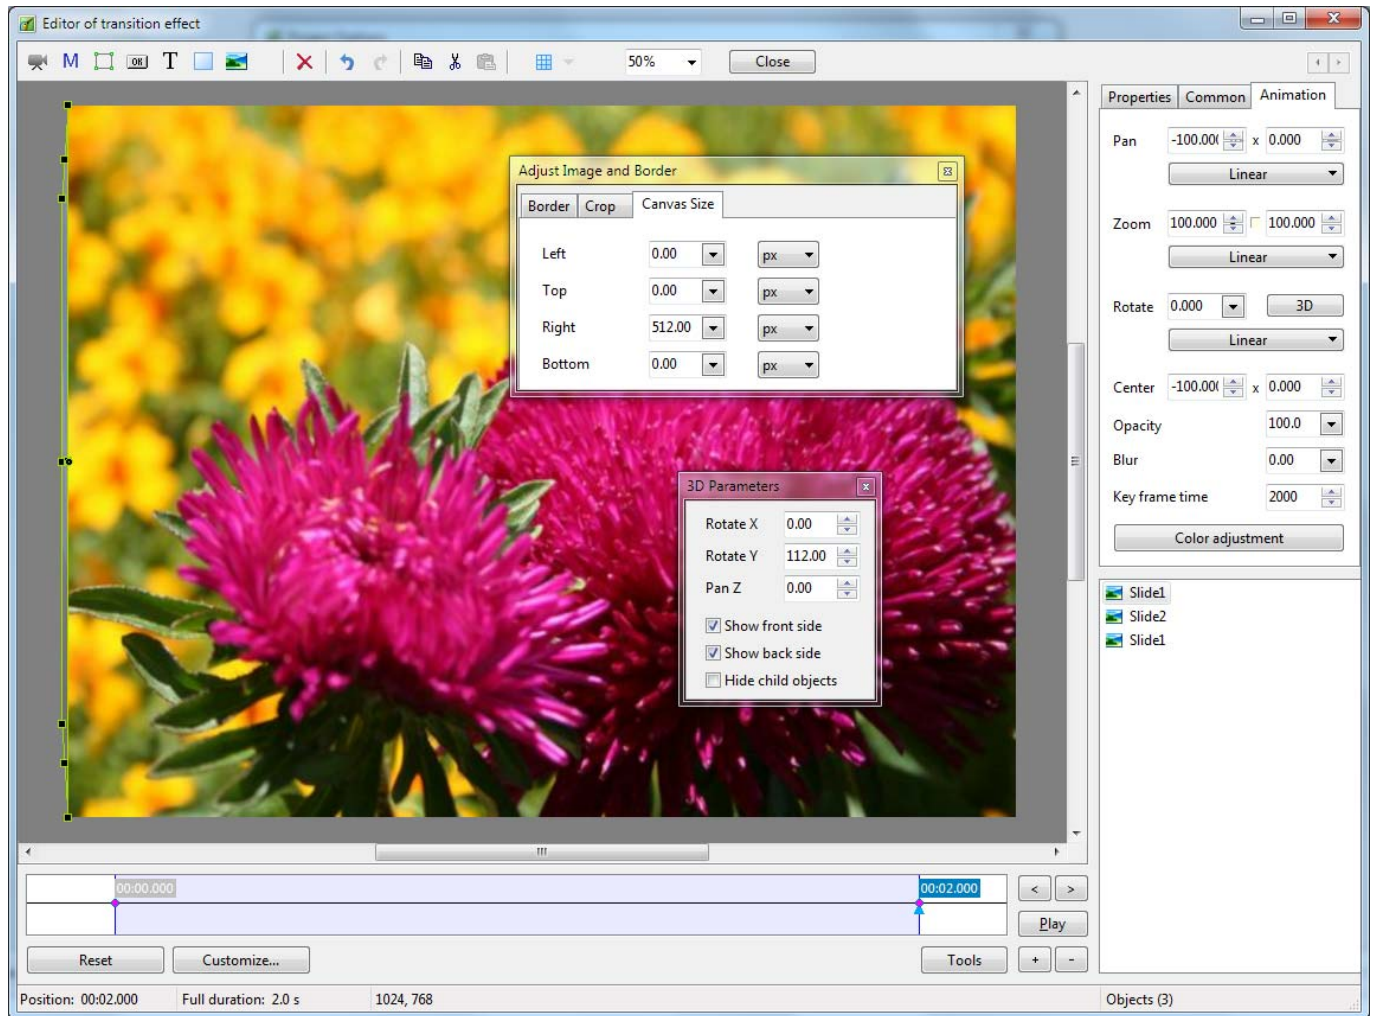 Editor of transition effect
M OK T 50% Close
Properties Common Animation
Pan -100.00( x 0.000
Linear
Zoom 100.000 100.000
Linear
Rotate 0.000 3D
Linear
Center -100.00( x 0.000
Opacity 100.0
Blur 0.00
Key frame time 2000
Color adjustment
Adjust Image and Border
Border Crop Canvas Size
Left 0.00 px
Top 0.00 px
Right 512.00 px
Bottom 0.00 px
3D Parameters
Rotate X 0.00
Rotate Y 112.00
Pan Z 0.00
Show front side
Show back side
Hide child objects
Slide1
Slide2
Slide1
00:00.000 00:02.000
< >
Play
Reset Customize... Tools + -
Position: 00:02.000 Full duration: 2.0 s 1024, 768 Objects (3)